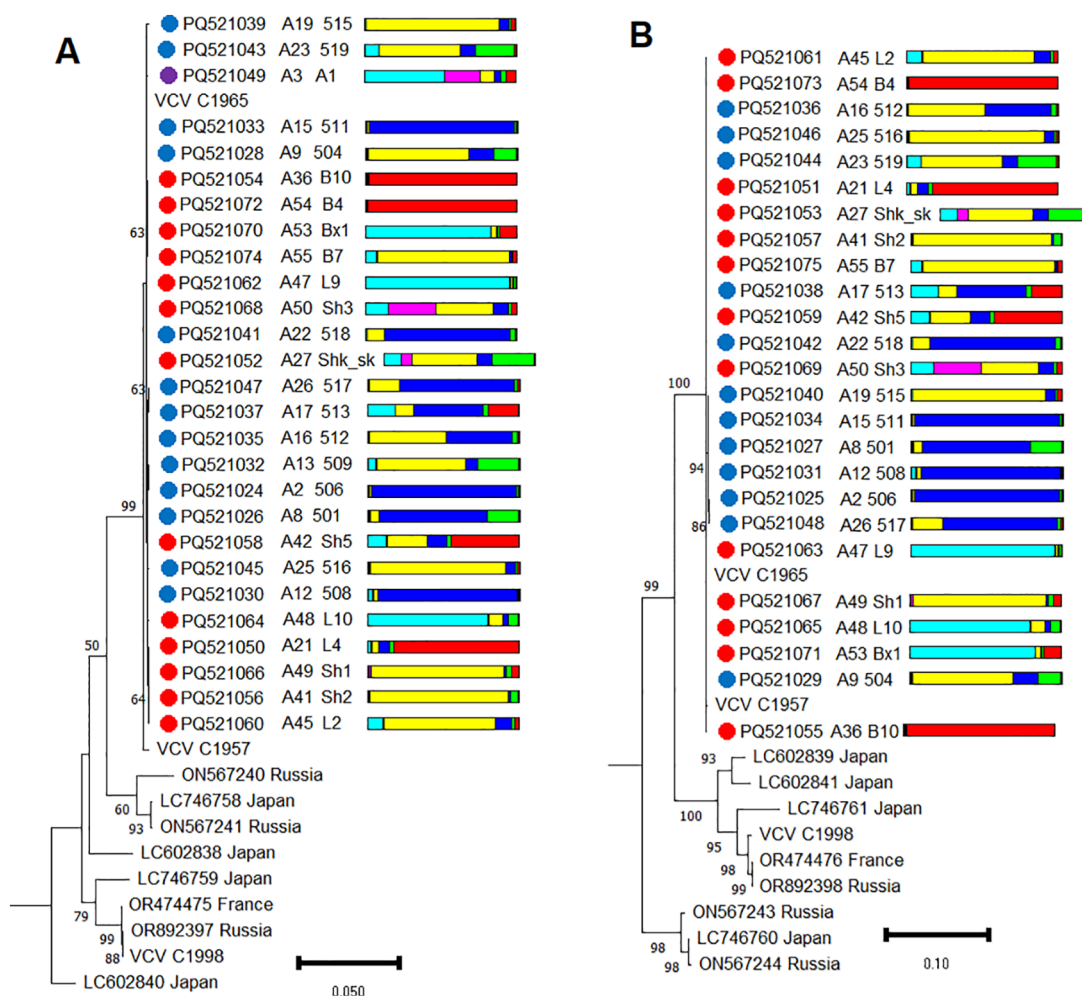 A
PQ521039 A19 515
PQ521043 A23 519
PQ521049 A3 A1
VCV C1965
PQ521033 A15 511
PQ521028 A9 504
PQ521054 A36 B10
PQ521072 A54 B4
PQ521070 A53 Bx1
63
PQ521074 A55 B7
PQ521062 A47 L9
PQ521068 A50 Sh3
PQ521041 A22 518
PQ521052 A27 Shk_sk
63
PQ521047 A26 517
PQ521037 A17 513
PQ521035 A16 512
PQ521032 A13 509
PQ521024 A2 506
99
PQ521026 A8 501
PQ521058 A42 Sh5
PQ521045 A25 516
PQ521030 A12 508
PQ521064 A48 L10
50
PQ521050 A21 L4
PQ521066 A49 Sh1
64
PQ521056 A41 Sh2
PQ521060 A45 L2
VCV C1957
ON567240 Russia
60
LC746758 Japan
93
ON567241 Russia
LC602838 Japan
LC746759 Japan
79
OR474475 France
OR892397 Russia
99
88
VCV C1998
LC602840 Japan
0.050
B
PQ521061 A45 L2
PQ521073 A54 B4
PQ521036 A16 512
PQ521046 A25 516
PQ521044 A23 519
PQ521051 A21 L4
PQ521053 A27 Shk_sk
PQ521057 A41 Sh2
PQ521075 A55 B7
PQ521038 A17 513
PQ521059 A42 Sh5
PQ521042 A22 518
PQ521069 A50 Sh3
100
PQ521040 A19 515
PQ521034 A15 511
PQ521027 A8 501
94
PQ521031 A12 508
PQ521025 A2 506
86
PQ521048 A26 517
PQ521063 A47 L9
VCV C1965
99
PQ521067 A49 Sh1
PQ521065 A48 L10
PQ521071 A53 Bx1
PQ521029 A9 504
VCV C1957
PQ521055 A36 B10
93
LC602839 Japan
LC602841 Japan
100
LC746761 Japan
95
VCV C1998
98
OR474476 France
99
OR892398 Russia
ON567243 Russia
98
LC746760 Japan
98
ON567244 Russia
0.10